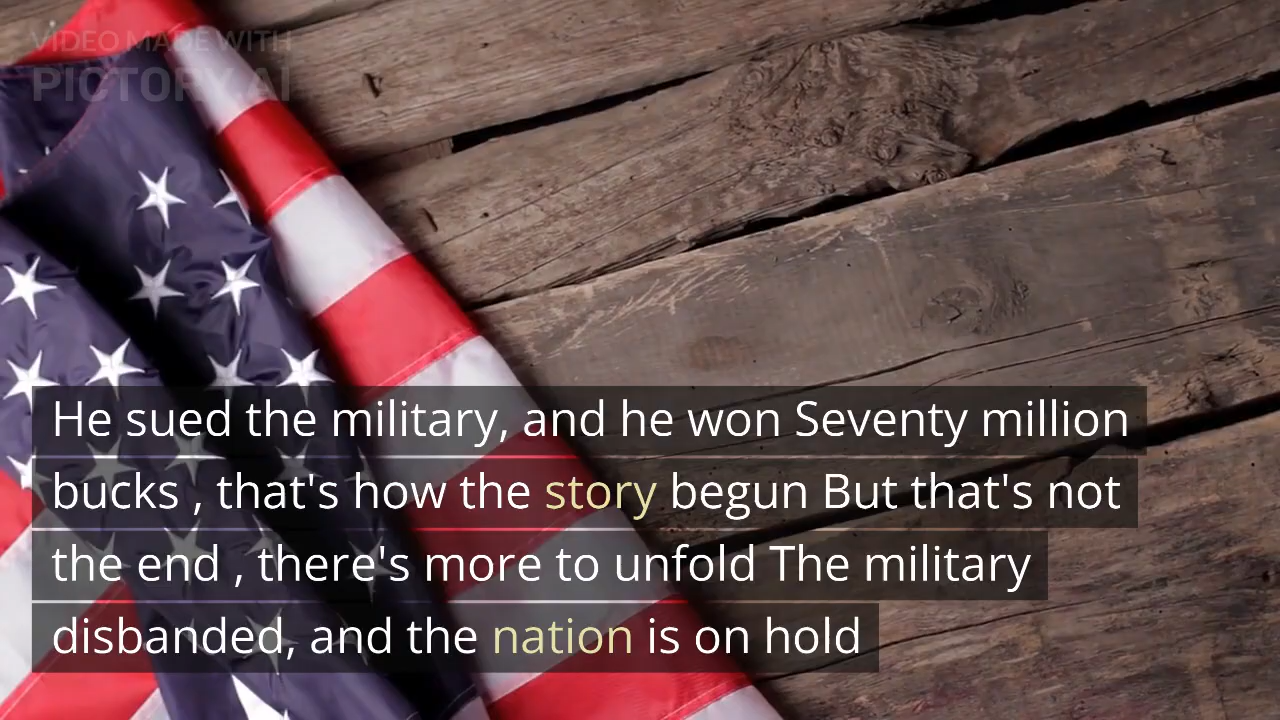 VIDEO MADE WITH
PICTORY.AI
He sued the military, and he won Seventy million
bucks , that's how the story begun But that's not
the end , there's more to unfold The military
disbanded, and the nation is on hold